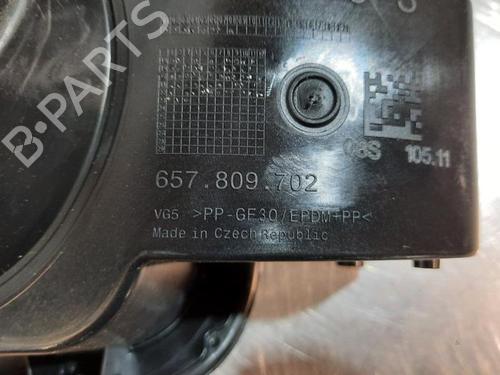 B-PARTS
08S 105.11
657.809.702
VG5 >PP-GF30/EPDM+PP<
Made in Czech Republic